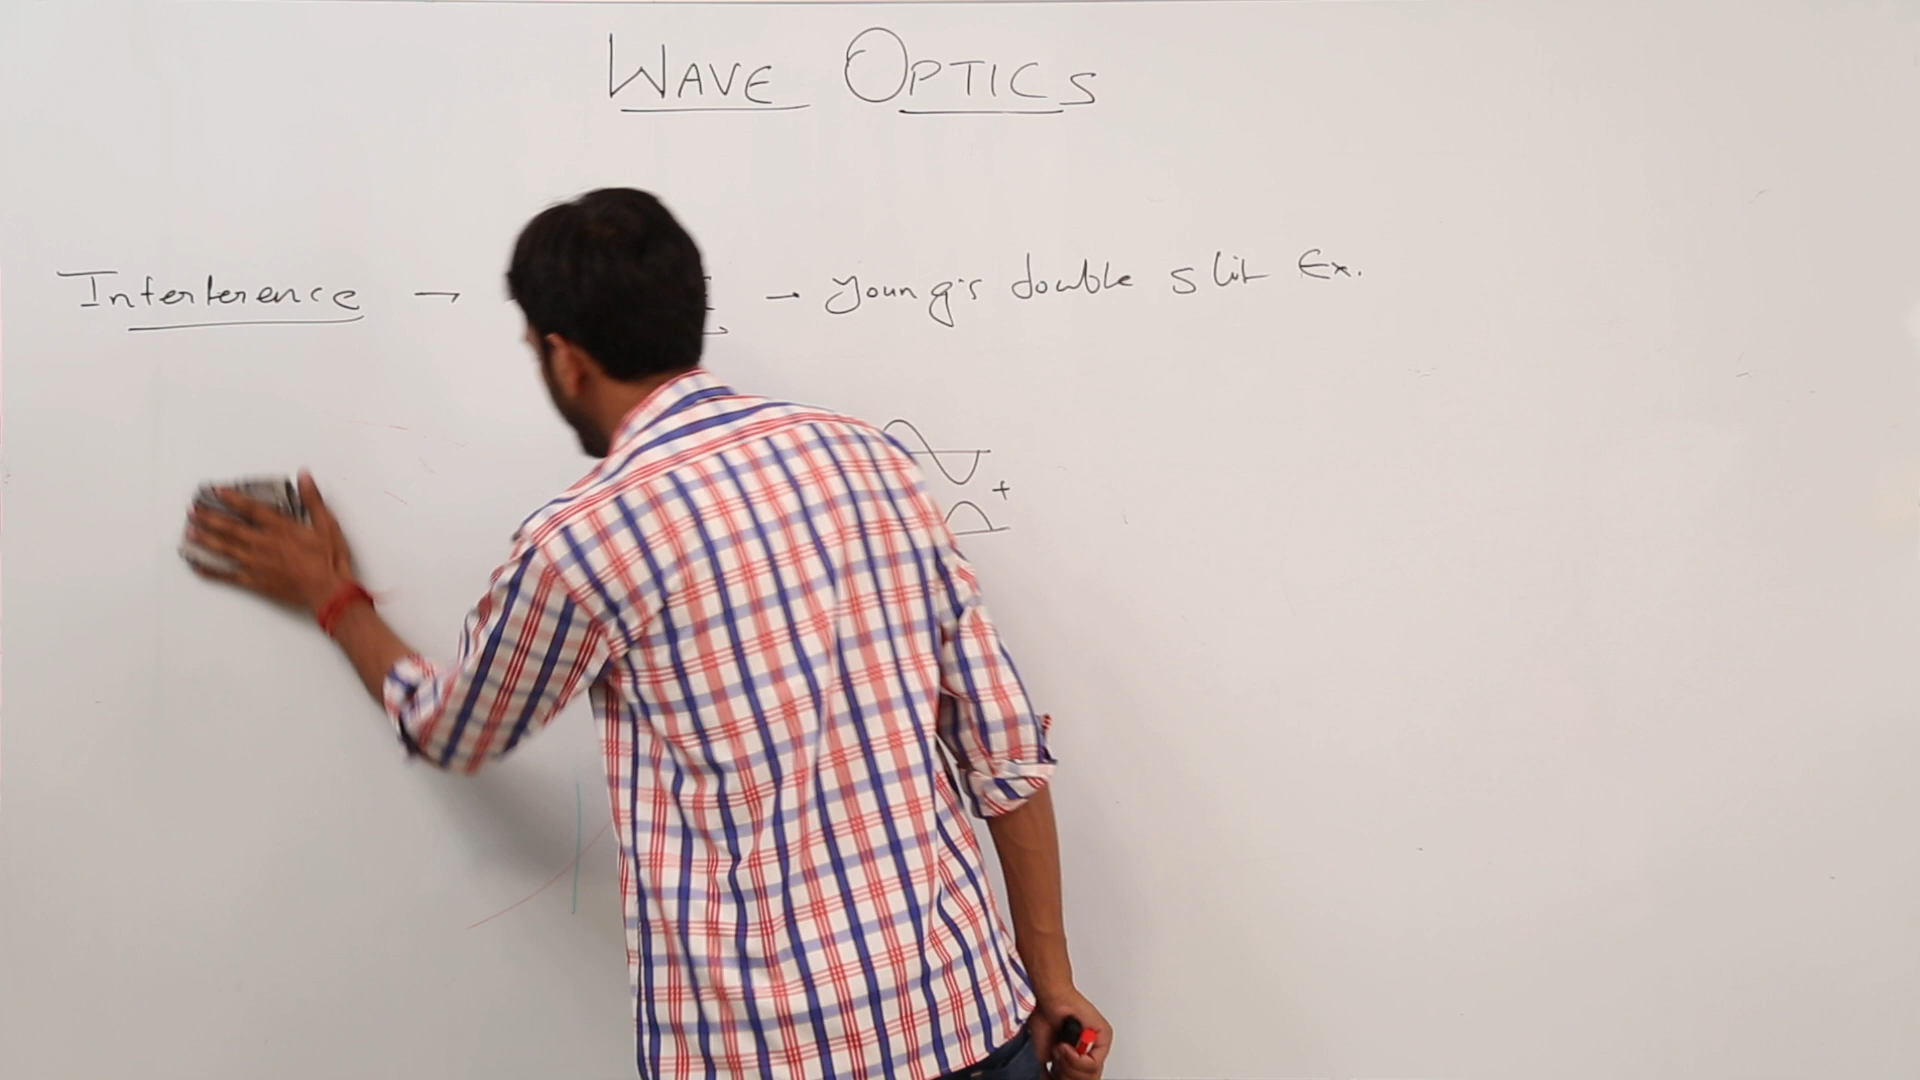 WAVE OPTICS
Interference → - Young's double slit Ex.
+